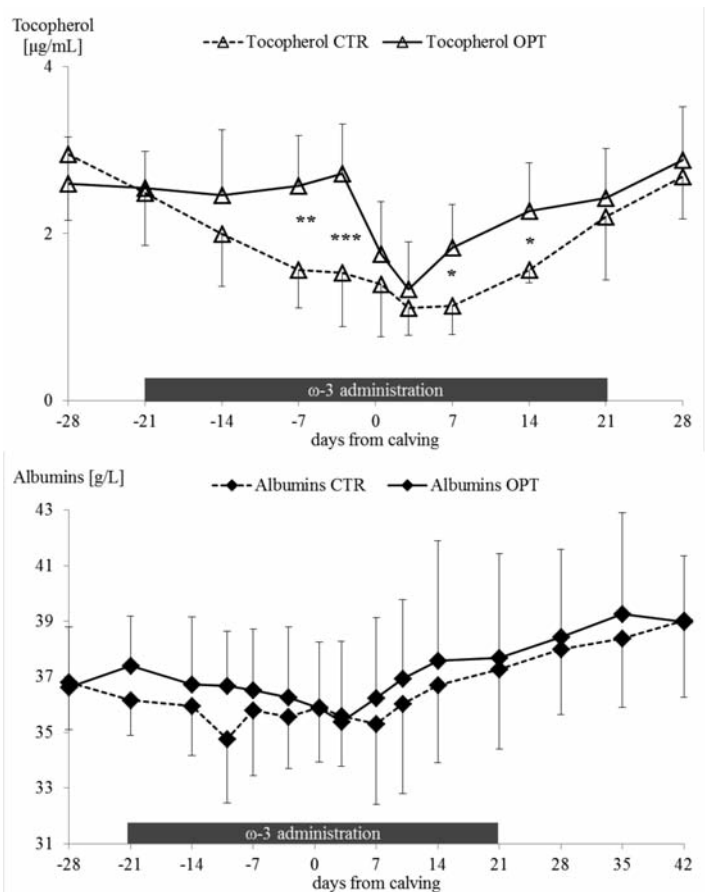 Tocopherol
[µg/mL]
Tocopherol CTR Tocopherol OPT
4
**
2
***
* *
ω-3 administration
0
-28 -21 -14 -7 0 7 14 21 28
days from calving
Albumins [g/L]
Albumins CTR Albumins OPT
43
41
39
37
35
33
ω-3 administration
31
-28 -21 -14 -7 0 7 14 21 28 35 42
days from calving